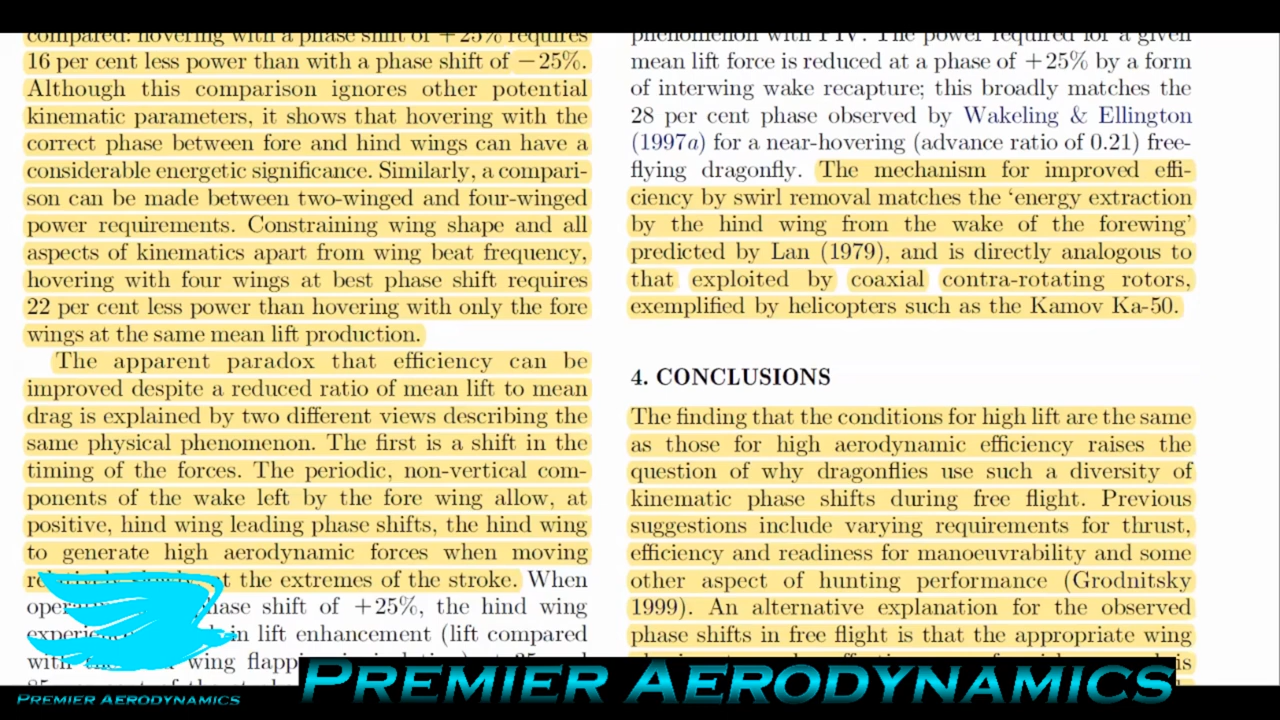 compared: hovering with a phase shift of +25% requires
16 per cent less power than with a phase shift of −25%.
Although this comparison ignores other potential
kinematic parameters, it shows that hovering with the
correct phase between fore and hind wings can have a
considerable energetic significance. Similarly, a compari-
son can be made between two-winged and four-winged
power requirements. Constraining wing shape and all
aspects of kinematics apart from wing beat frequency,
hovering with four wings at best phase shift requires
22 per cent less power than hovering with only the fore
wings at the same mean lift production.
The apparent paradox that efficiency can be
improved despite a reduced ratio of mean lift to mean
drag is explained by two different views describing the
same physical phenomenon. The first is a shift in the
timing of the forces. The periodic, non-vertical com-
ponents of the wake left by the fore wing allow, at
positive, hind wing leading phase shifts, the hind wing
to generate high aerodynamic forces when moving
at the extremes of the stroke. When
phase shift of +25%, the hind wing
in lift enhancement (lift compared
with wing flapping
phenomenon with PIV. The power required for a given
mean lift force is reduced at a phase of +25% by a form
of interwing wake recapture; this broadly matches the
28 per cent phase observed by Wakeling & Ellington
(1997a) for a near-hovering (advance ratio of 0.21) free-
flying dragonfly. The mechanism for improved effi-
ciency by swirl removal matches the ‘energy extraction
by the hind wing from the wake of the forewing’
predicted by Lan (1979), and is directly analogous to
that exploited by coaxial contra-rotating rotors,
exemplified by helicopters such as the Kamov Ka-50.
4. CONCLUSIONS
The finding that the conditions for high lift are the same
as those for high aerodynamic efficiency raises the
question of why dragonflies use such a diversity of
kinematic phase shifts during free flight. Previous
suggestions include varying requirements for thrust,
efficiency and readiness for manoeuvrability and some
other aspect of hunting performance (Grodnitsky
1999). An alternative explanation for the observed
phase shifts in free flight is that the appropriate wing
is
PREMIER AERODYNAMICS
PREMIER AERODYNAMICS